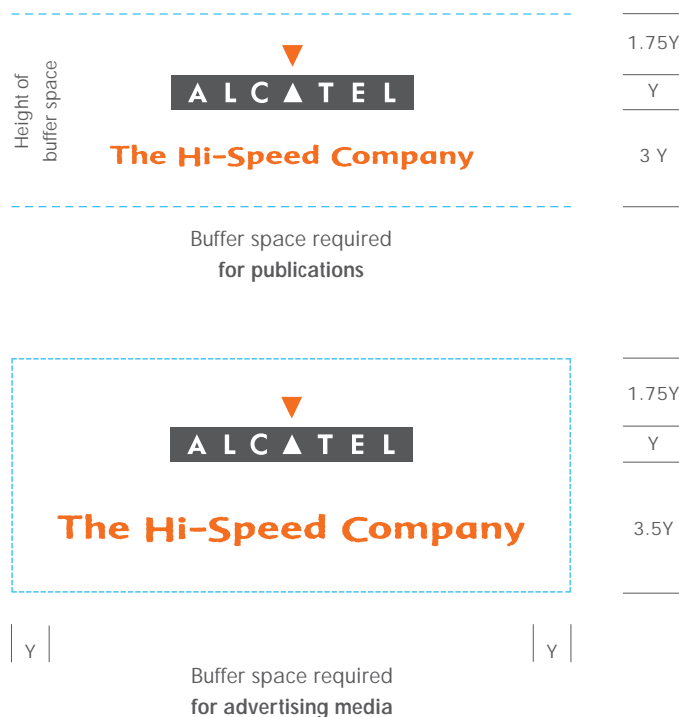 1.75Y
Height of
buffer space
ALCATEL
Y
The Hi-Speed Company
3 Y
Buffer space required
for publications
1.75Y
ALCATEL
Y
The Hi-Speed Company
3.5Y
Y
Y
Buffer space required
for advertising media